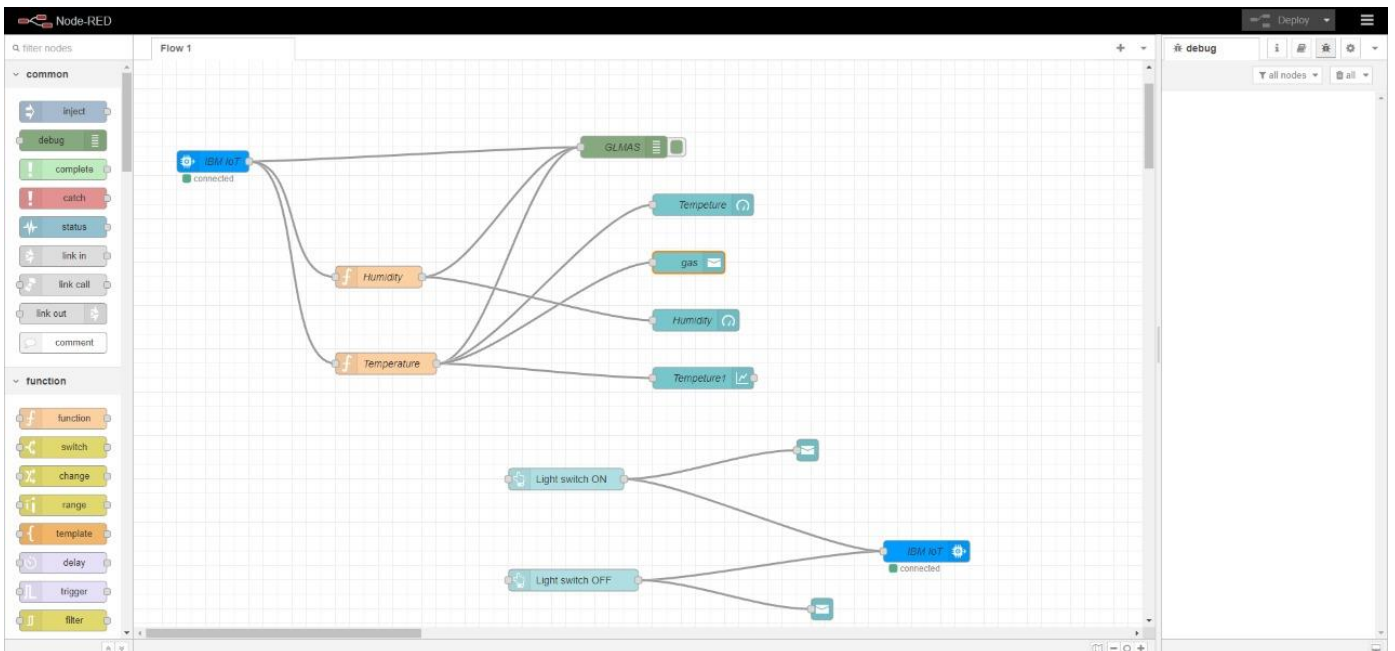 Node-RED
Deploy
filter nodes
Flow 1
debug
i
all nodes
all
common
inject
debug
complete
catch
status
link in
link call
link out
comment
function
function
switch
change
range
template
delay
trigger
filter
IBM IoT
connected
GLMAS
Tempeture
gas
Humidity
Humidity
Temperature
Tempeture1
Light switch ON
IBM IoT
connected
Light switch OFF